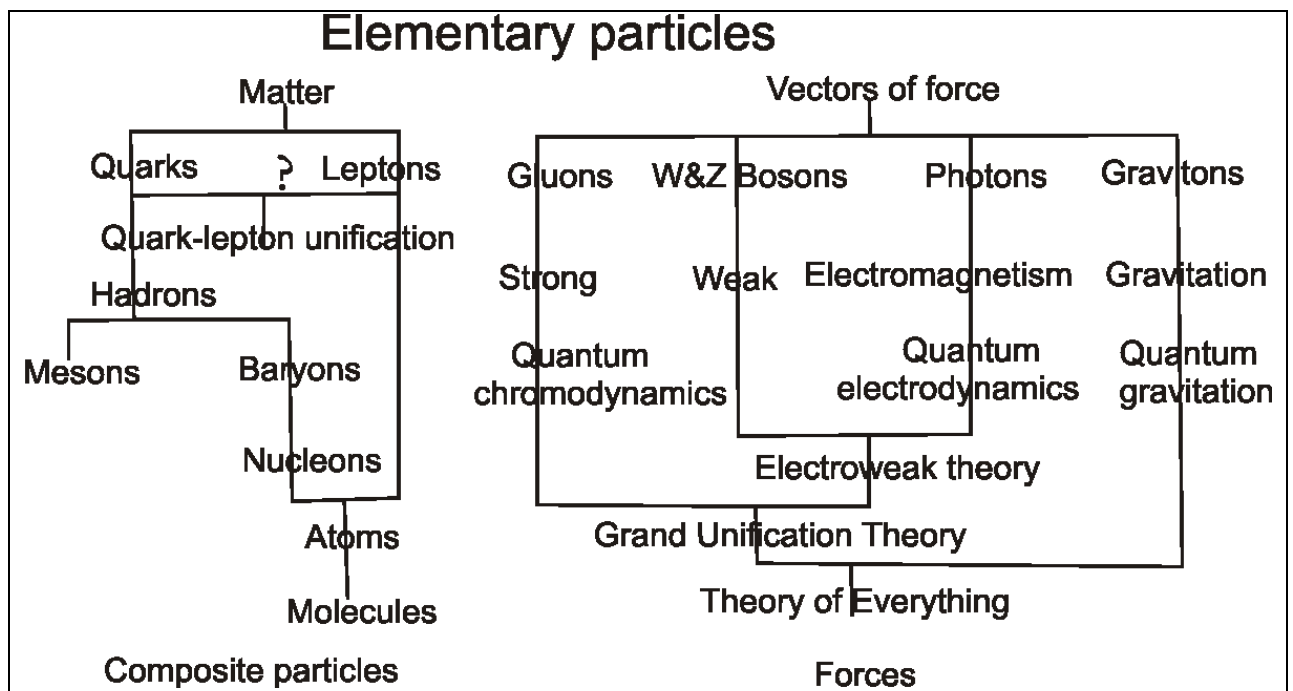 Elementary particles
Matter
Vectors of force
Quarks ? Leptons
Gluons W&Z Bosons Photons Gravitons
Quark-lepton unification
Strong Weak Electromagnetism Gravitation
Hadrons
Mesons Baryons
Quantum
chromodynamics
Quantum
electrodynamics
Quantum
gravitation
Nucleons
Electroweak theory
Atoms
Grand Unification Theory
Molecules
Theory of Everything
Composite particles
Forces